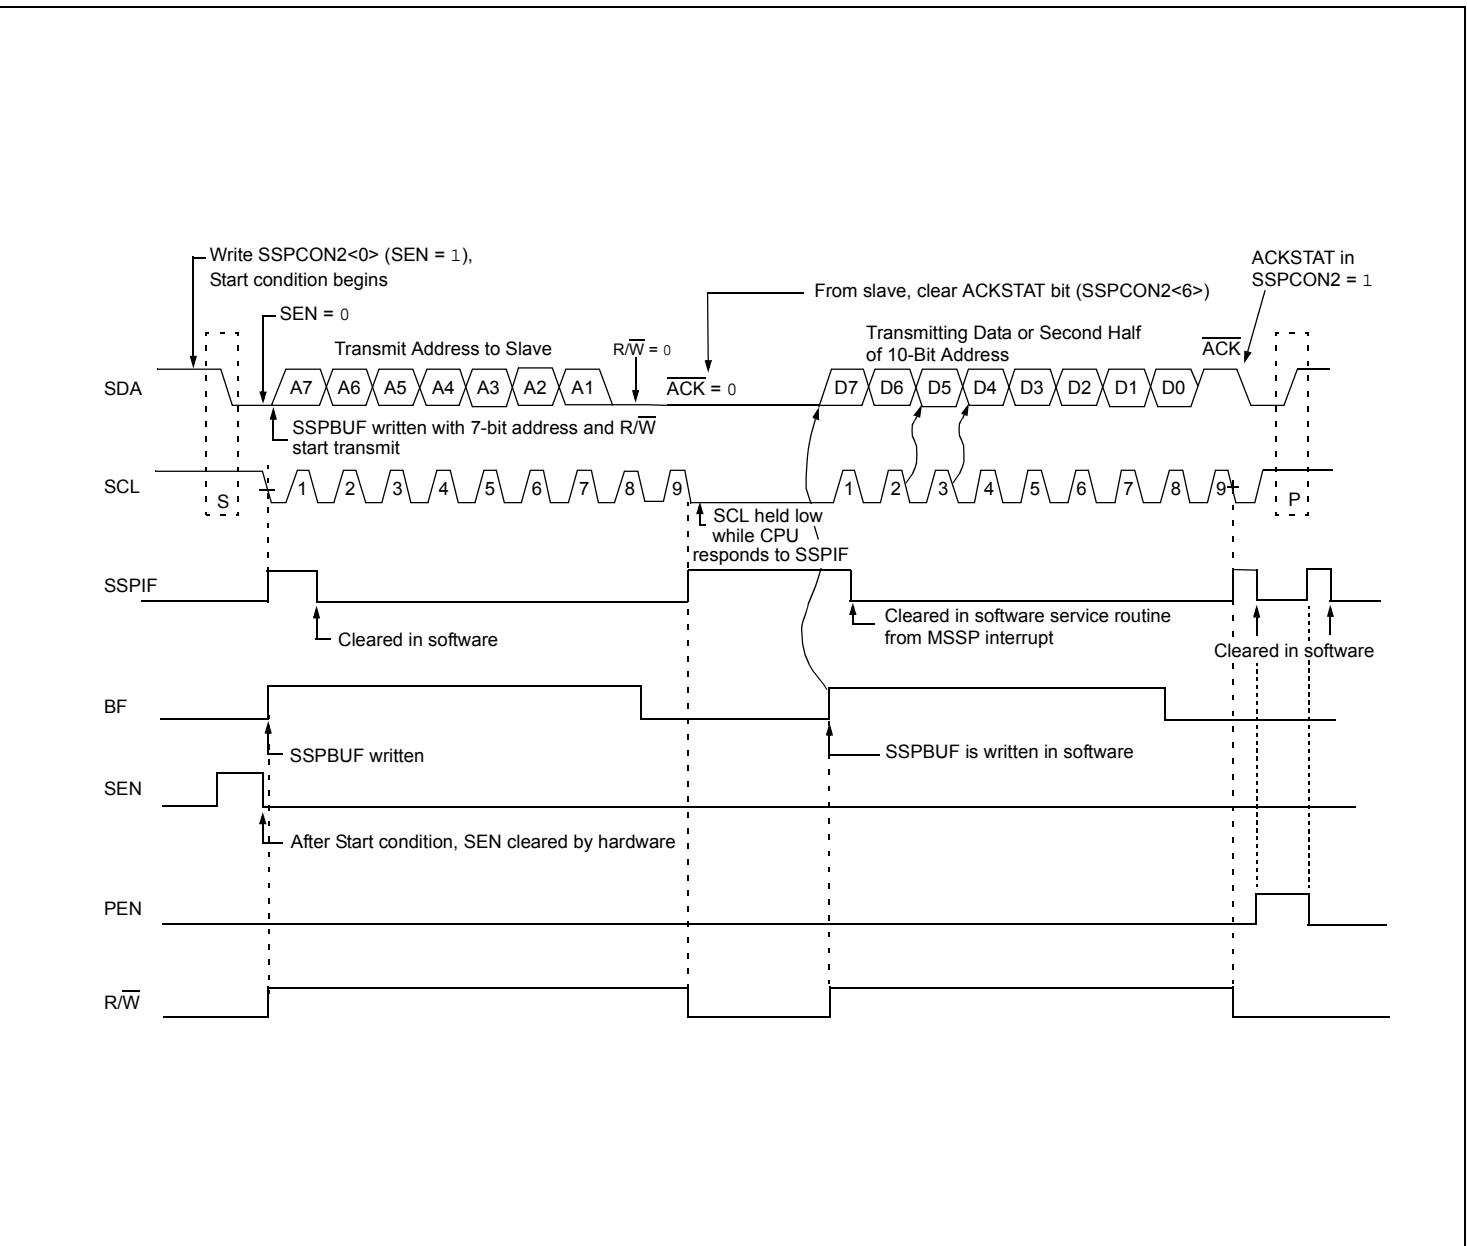 Write SSPCON2<0> (SEN = 1),
Start condition begins
ACKSTAT in
SSPCON2 = 1
From slave, clear ACKSTAT bit (SSPCON2<6>)
SEN = 0
Transmitting Data or Second Half
of 10-Bit Address
Transmit Address to Slave
R/W = 0
ACK
SDA
A7 A6 A5 A4 A3 A2 A1
ACK = 0
D7 D6 D5 D4 D3 D2 D1 D0
SSPBUF written with 7-bit address and R/W
start transmit
SCL
S
1 2 3 4 5 6 7 8 9
1 2 3 4 5 6 7 8 9
P
SCL held low
while CPU
responds to SSPIF
SSPIF
Cleared in software
Cleared in software service routine
from MSSP interrupt
Cleared in software
BF
SSPBUF written
SSPBUF is written in software
SEN
After Start condition, SEN cleared by hardware
PEN
R/W